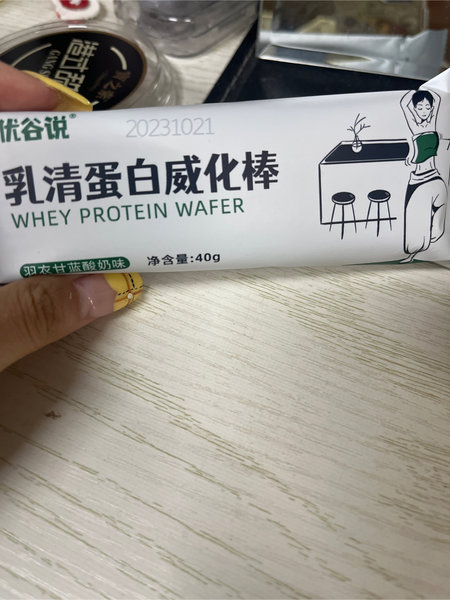 优谷说®
20231021
乳清蛋白威化棒
WHEY PROTEIN WAFER
羽衣甘蓝酸奶味
净含量:40g